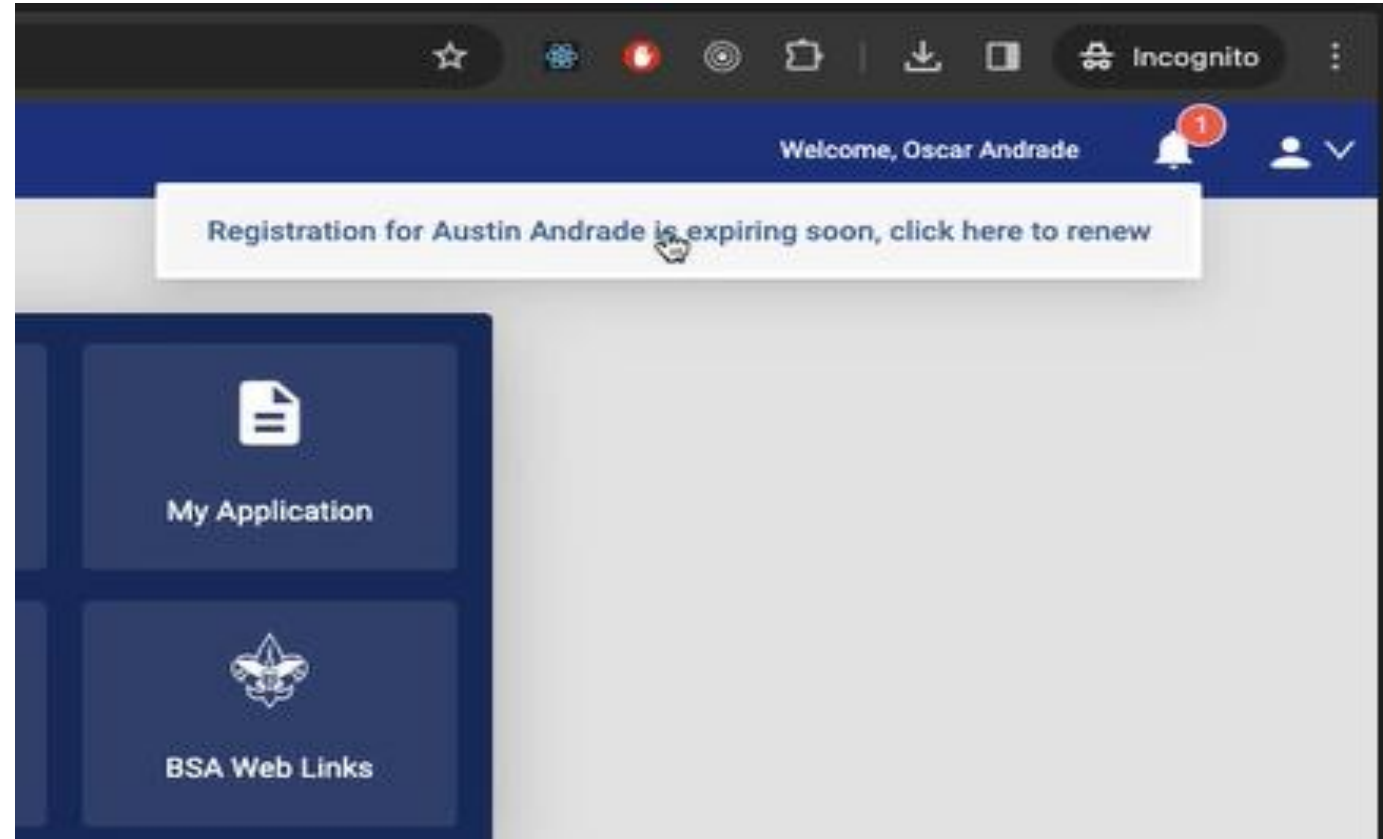 Incognito
1
Welcome, Oscar Andrade
Registration for Austin Andrade is expiring soon, click here to renew
My Application
BSA Web Links